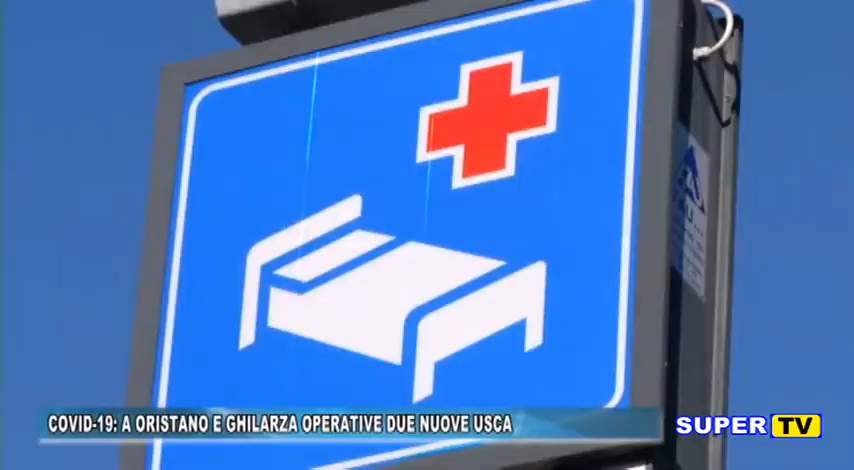 COVID-19: A ORISTANO E GHILARZA OPERATIVE DUE NUOVE USCA
SUPER TV